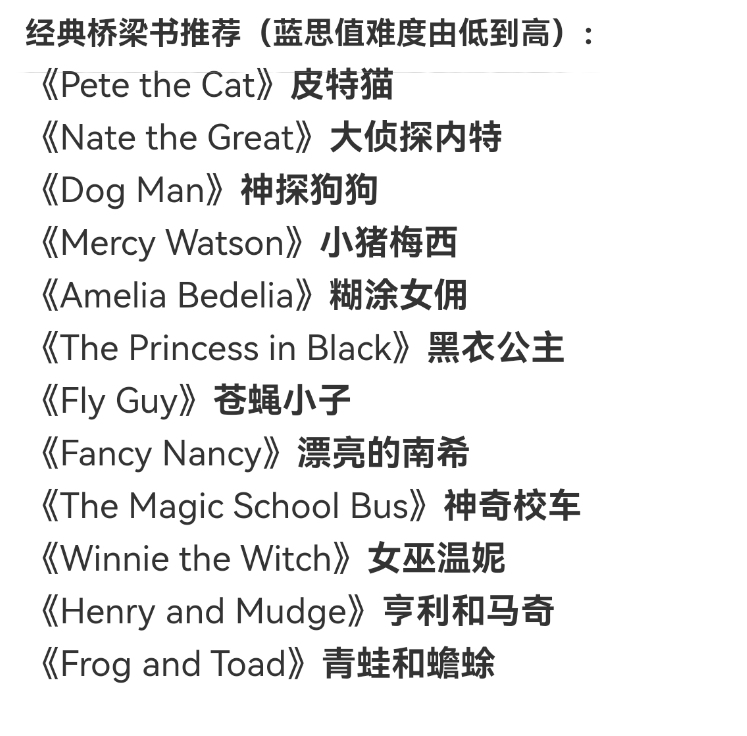 经典桥梁书推荐（蓝思值难度由低到高）:
《Pete the Cat》皮特猫
《Nate the Great》大侦探内特
《Dog Man》神探狗狗
《Mercy Watson》小猪梅西
《Amelia Bedelia》糊涂女佣
《The Princess in Black》黑衣公主
《Fly Guy》苍蝇小子
《Fancy Nancy》漂亮的南希
《The Magic School Bus》神奇校车
《Winnie the Witch》女巫温妮
《Henry and Mudge》亨利和马奇
《Frog and Toad》青蛙和蟾蜍